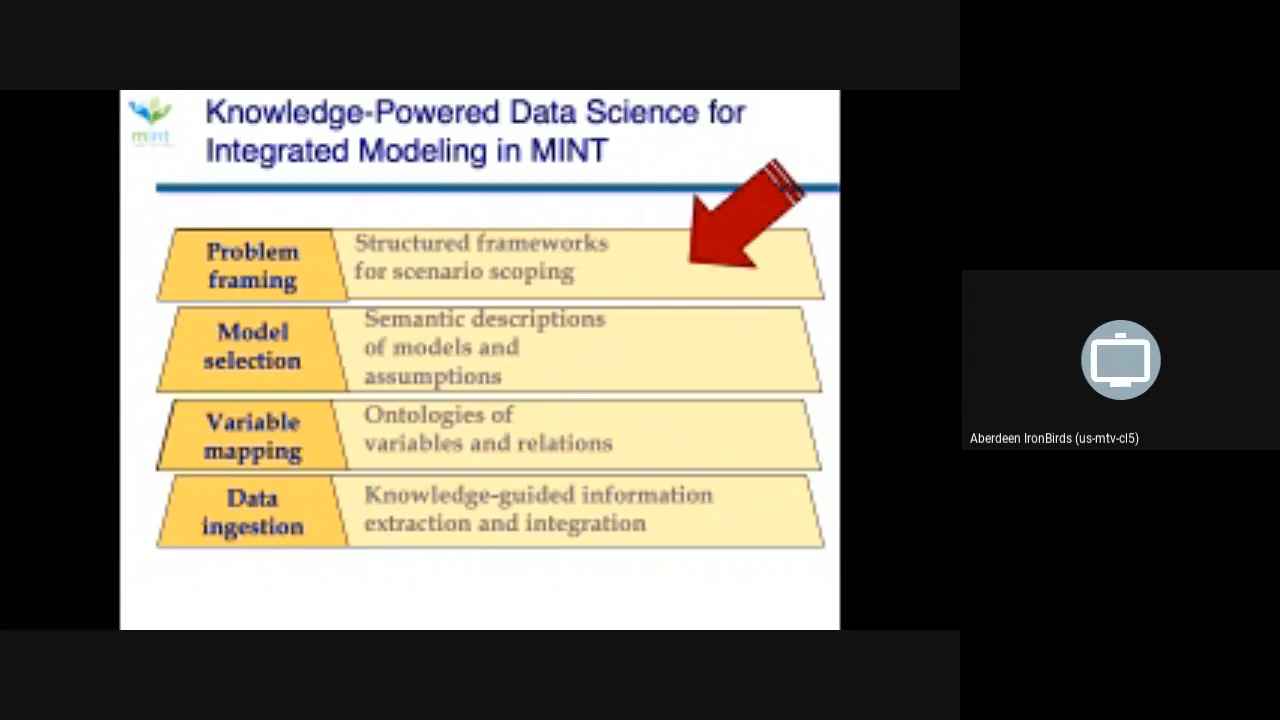 mint
Knowledge-Powered Data Science for
Integrated Modeling in MINT
Problem
framing
Structured frameworks
for scenario scoping
Model
selection
Semantic descriptions
of models and
assumptions
Variable
mapping
Ontologies of
variables and relations
Data
ingestion
Knowledge-guided information
extraction and integration
Aberdeen IronBirds (us-mtv-cl5)